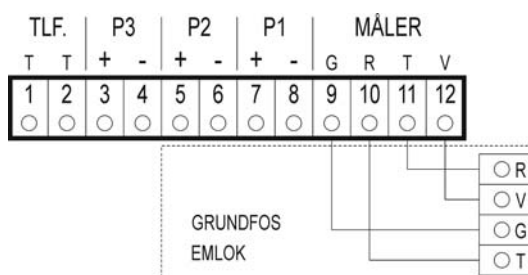 TLF. P3 P2 P1 MÅLER
T T + - + - + - G R T V
1 2 3 4 5 6 7 8 9 10 11 12
R
V
GRUNDFOS G
EMLOK T